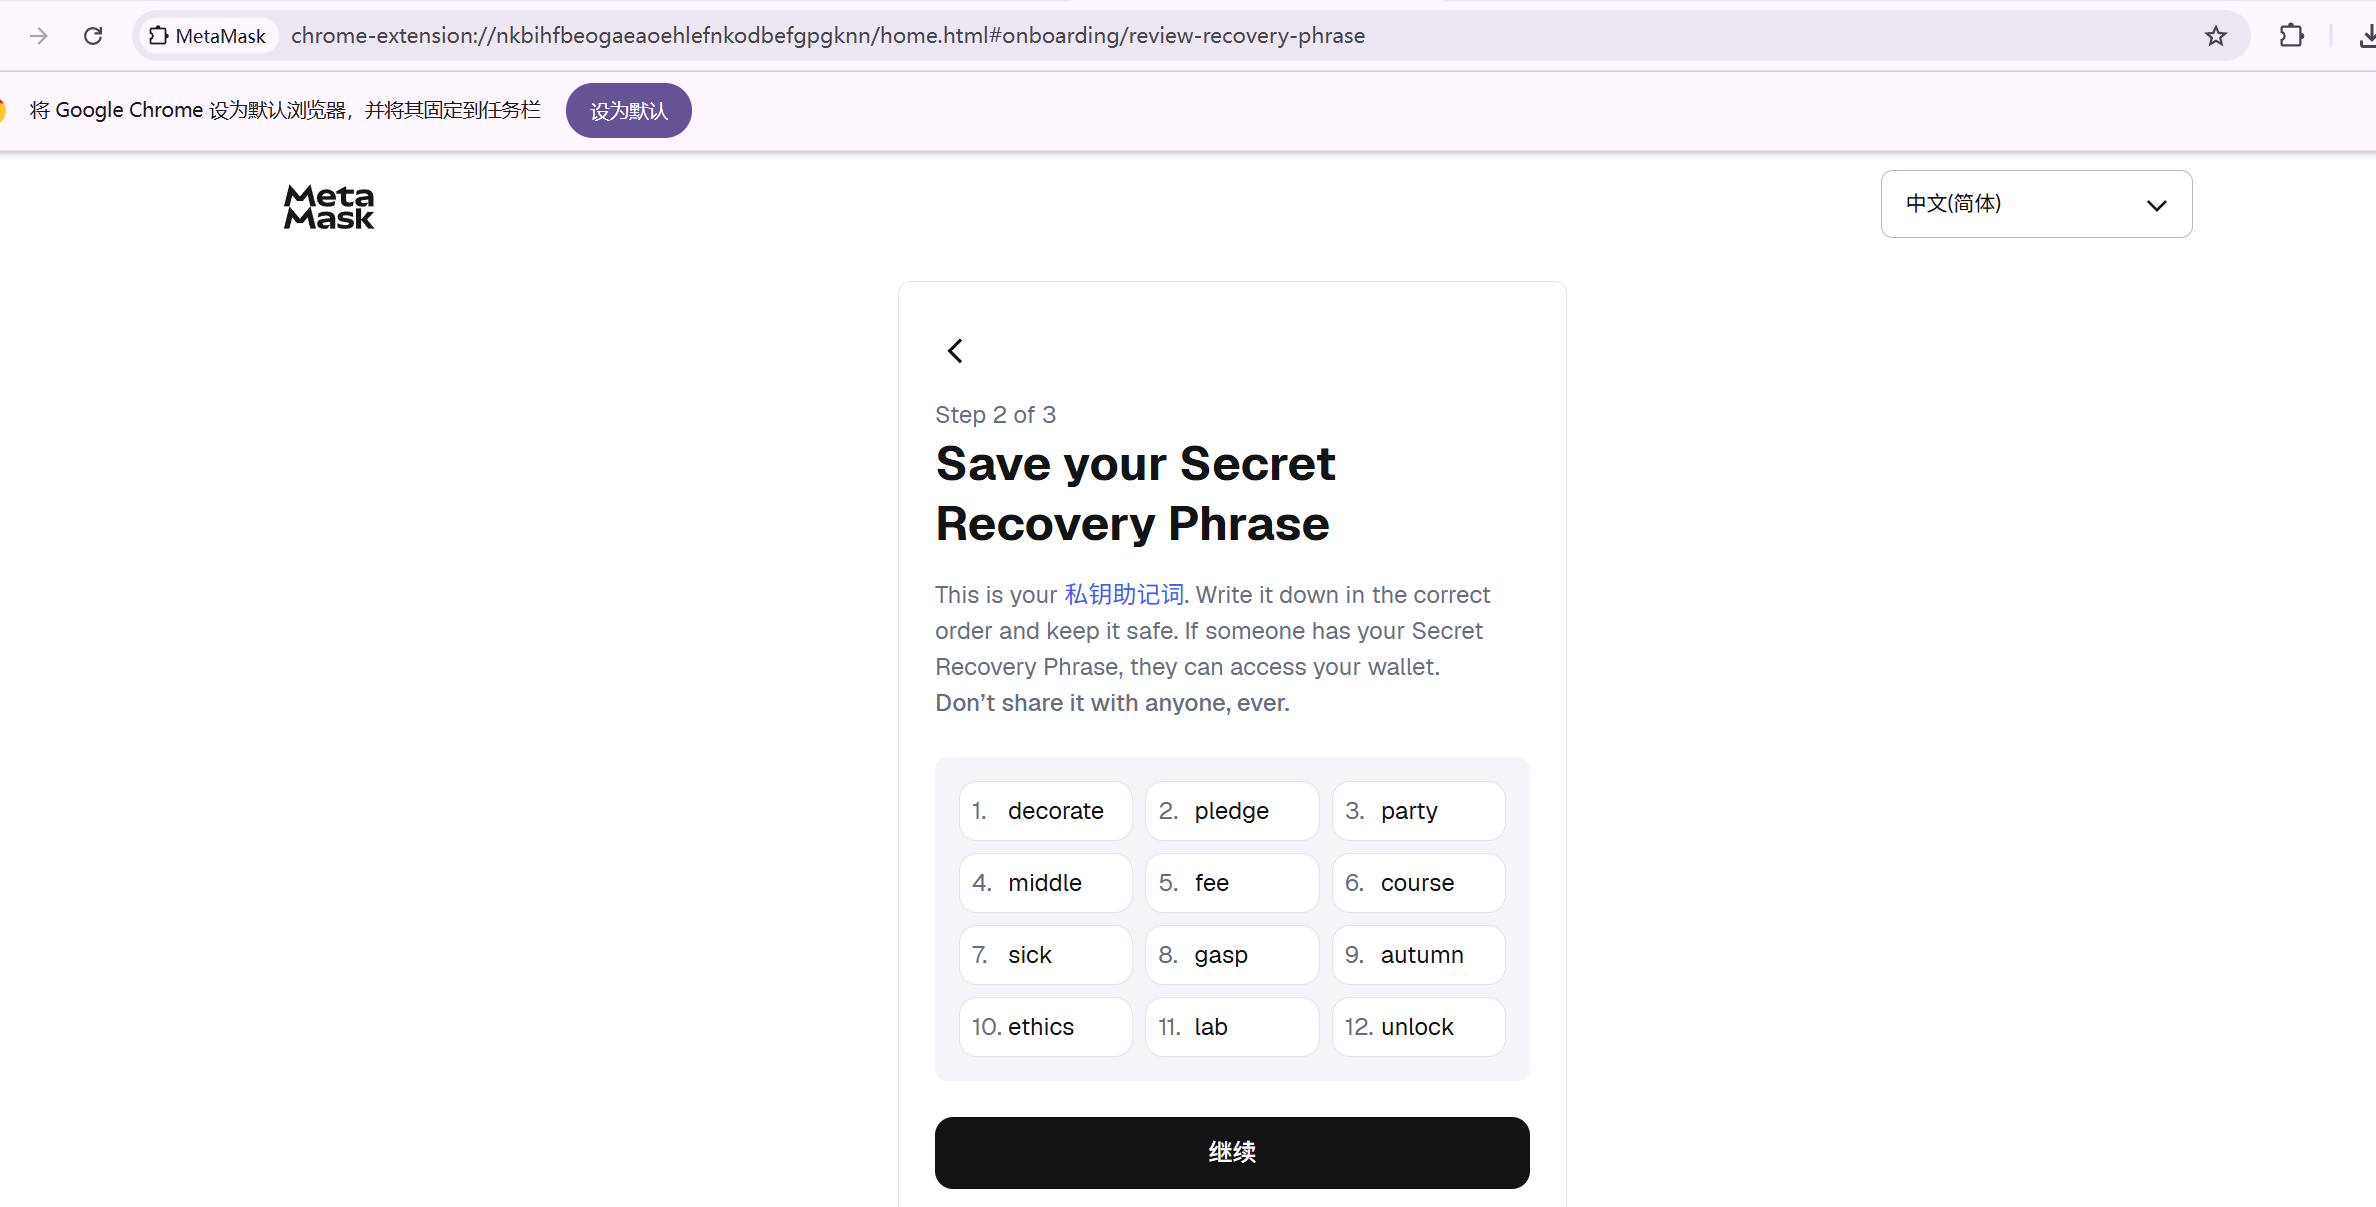 MetaMask
chrome-extension://nkbihfbeogaeaoehlefnkodbefgpgknn/home.html#onboarding/review-recovery-phrase
将 Google Chrome 设为默认浏览器，并将其固定到任务栏
设为默认
Meta
Mask
中文(简体)
Step 2 of 3
Save your Secret
Recovery Phrase
This is your 私钥助记词. Write it down in the correct
order and keep it safe. If someone has your Secret
Recovery Phrase, they can access your wallet.
Don’t share it with anyone, ever.
1. decorate 2. pledge 3. party
4. middle 5. fee 6. course
7. sick 8. gasp 9. autumn
10. ethics 11. lab 12. unlock
继续